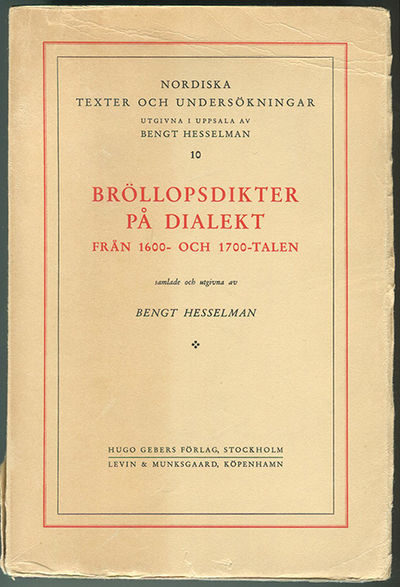 NORDISKA
TEXTER OCH UNDERSÖKNINGAR
UTGIVNA I UPPSALA AV
BENGT HESSELMAN
10
BRÖLLOPSDIKTER
PÅ DIALEKT
FRÅN 1600- OCH 1700-TALEN
samlade och utgivna av
BENGT HESSELMAN
HUGO GEBERS FÖRLAG, STOCKHOLM
LEVIN & MUNKSGAARD, KÖPENHAMN